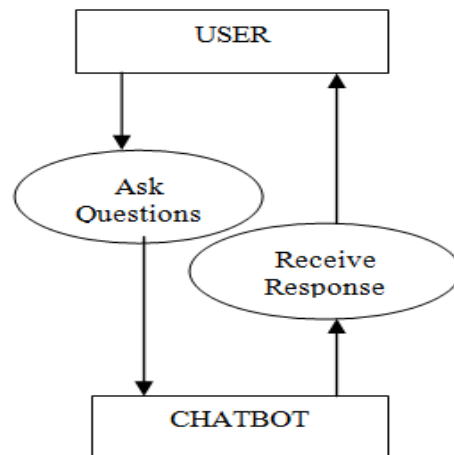 USER
Ask
Questions
Receive
Response
CHATBOT